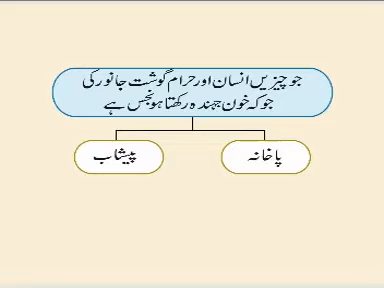 جو چیزیں انسان اور حرام گوشت جانور کی
جو کہ خون جہندہ رکھتا ہو نجس ہے
پاخانہ
پیشاب